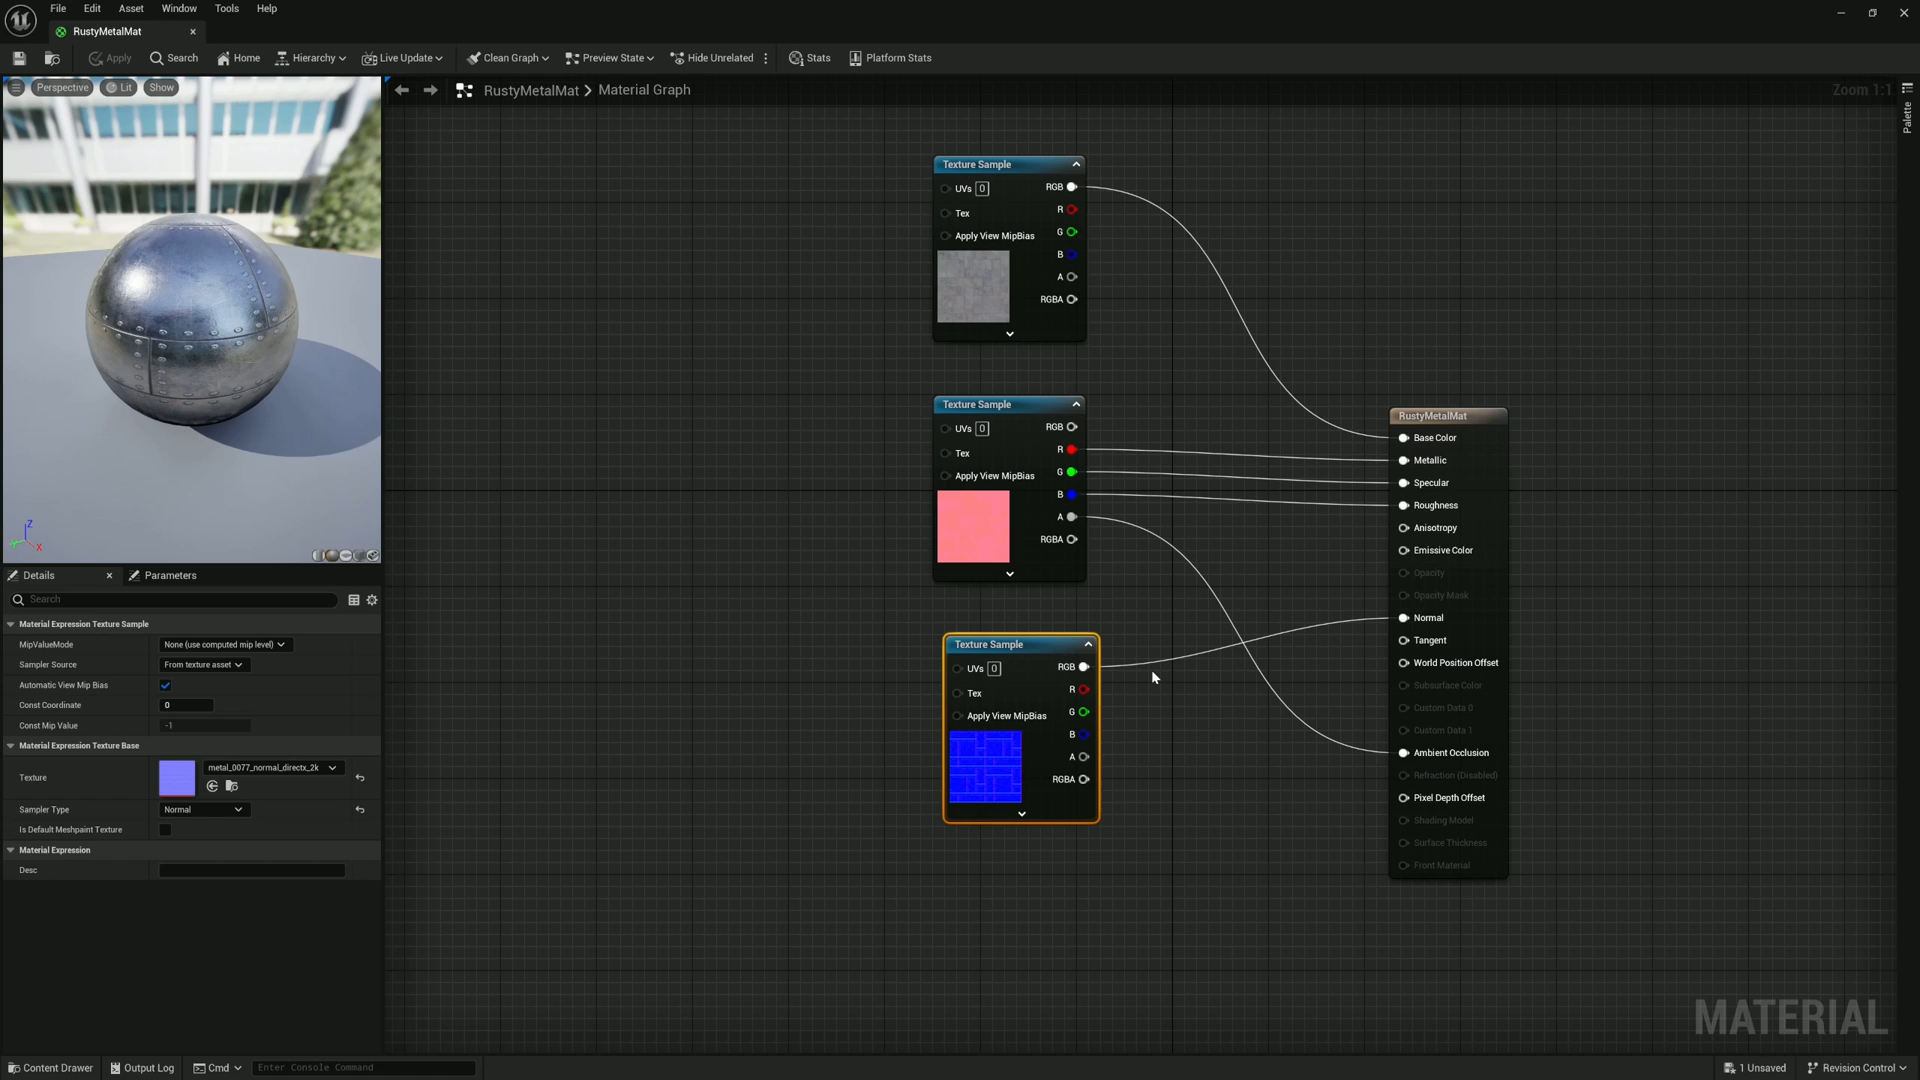 File Edit Asset Window Tools Help
RustyMetalMat
Apply Search Home Hierarchy Live Update Clean Graph Preview State Hide Unrelated Stats Platform Stats
Perspective Lit Show
RustyMetalMat > Material Graph
Zoom 1:1
Palette
Texture Sample
UVs 0 RGB
R
Tex
G
Apply View MipBias
B
A
RGBA
Texture Sample
UVs 0 RGB
R
Tex
G
Apply View MipBias
B
A
RGBA
Texture Sample
UVs 0 RGB
R
Tex
G
Apply View MipBias
B
A
RGBA
RustyMetalMat
Base Color
Metallic
Specular
Roughness
Anisotropy
Emissive Color
Opacity
Opacity Mask
Normal
Tangent
World Position Offset
Subsurface Color
Custom Data 0
Custom Data 1
Ambient Occlusion
Refraction (Disabled)
Pixel Depth Offset
Shading Model
Surface Thickness
Front Material
Z
X
Details Parameters
Search
Material Expression Texture Sample
MipValueMode None (use computed mip level)
Sampler Source From texture asset
Automatic View Mip Bias
Const Coordinate 0
Const Mip Value -1
Material Expression Texture Base
Texture metal_0077_normal_directx_2k
Sampler Type Normal
Is Default Meshpaint Texture
Material Expression
Desc
MATERIAL
Content Drawer Output Log Cmd Enter Console Command 1 Unsaved Revision Control